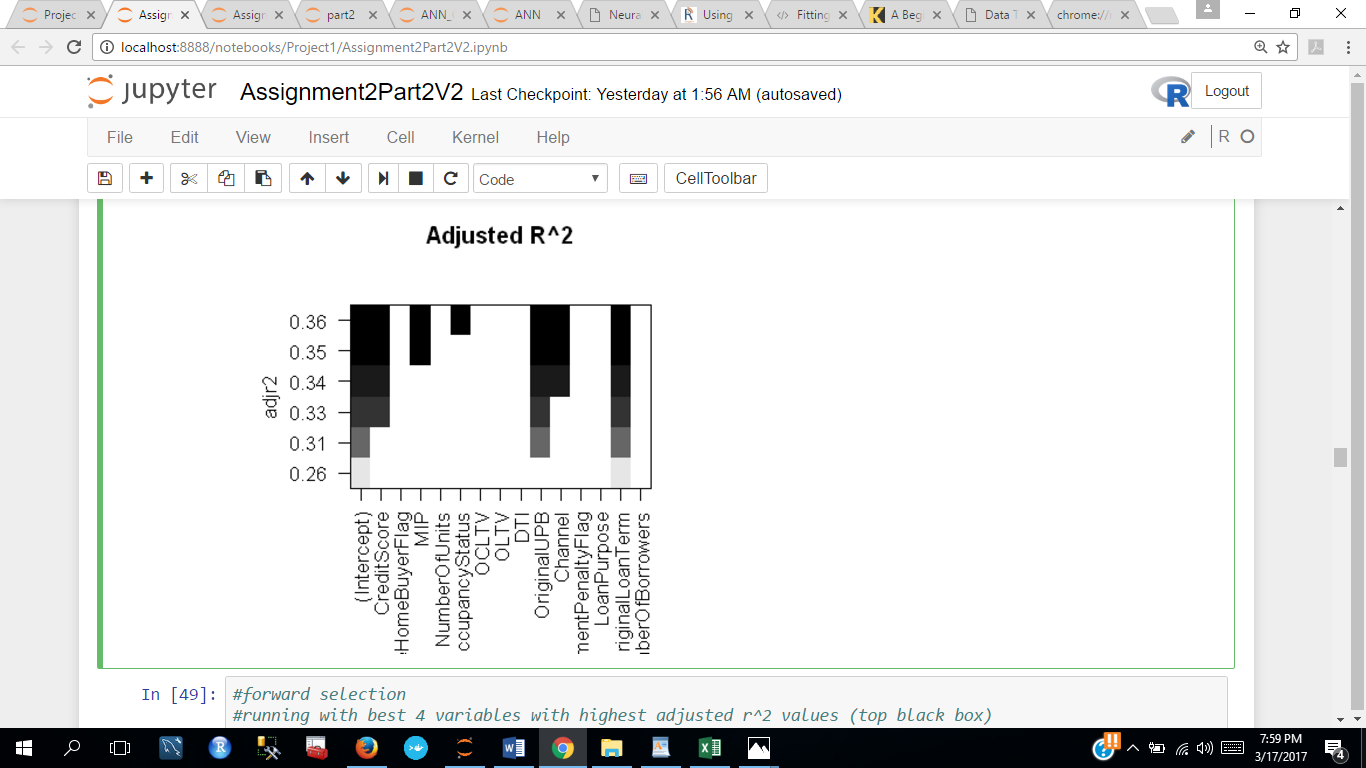 Projec
Assign
Assign
part2
ANN_
ANN
Neura
Using
Fitting
A Beg
Data T
chrome://
localhost:8888/notebooks/Project1/Assignment2Part2V2.ipynb
jupyter Assignment2Part2V2 Last Checkpoint: Yesterday at 1:56 AM (autosaved)
R
Logout
File Edit View Insert Cell Kernel Help
R
Code
CellToolbar
Adjusted R^2
adjr2
0.36
0.35
0.34
0.33
0.31
0.26
(Intercept)
CreditScore
HomeBuyerFlag
MIP
NumberOfUnits
ccupancyStatus
OCLTV
OLTV
DTI
OriginalUPB
Channel
mentPenaltyFlag
LoanPurpose
riginalLoanTerm
berOfBorrowers
In [49]: #forward selection
#running with best 4 variables with highest adjusted r^2 values (top black box)
7:59 PM
3/17/2017
4